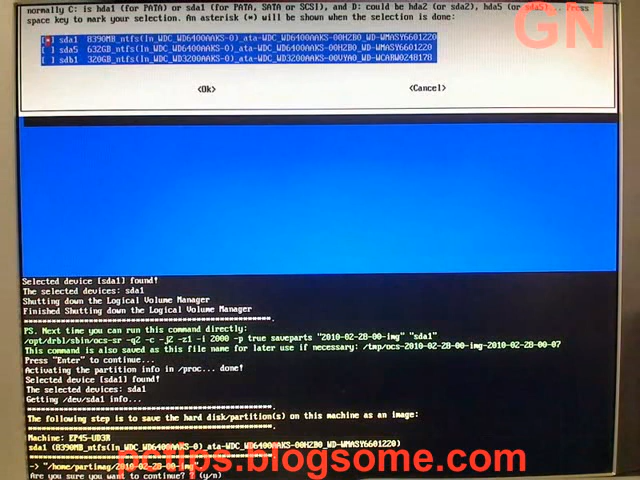 normally C: is hda1 (for PATA) or sda1 (for PATA, SATA or SCSI), and D: could be hda2 (or sda2), hda5 (or sda5)... Press
space key to mark your selection. An asterisk (*) will be shown when the selection is done:
GN
[*] sda1 8390MB_ntfs(In_WDC_WD6400AAKS-0)_ata-WDC_WD6400AAKS-00H2B0_WD-WMASY6601220
[ ] sda5 632GB_ntfs(In_WDC_WD6400AAKS-0)_ata-WDC_WD6400AAKS-00H2B0_WD-WMASY6601220
[ ] sdb1 320GB_ntfs(In_WDC_WD3200AAKS-0)_ata-WDC_WD3200AAKS-00VYA0_WD-WCARW0248178
<Ok> <Cancel>
Selected device [sda1] found!
The selected devices: sda1
Shutting down the Logical Volume Manager
Finished Shutting down the Logical Volume Manager
PS. Next time you can run this command directly:
/opt/drbl/sbin/ocs-sr -q2 -c -j2 -z1 -i 2000 -p true saveparts "2010-02-28-00-img" "sda1"
This command is also saved as this file name for later use if necessary: /tmp/ocs-2010-02-28-00-img-2010-02-28-00-07
Press "Enter" to continue...
Activating the partition info in /proc... done!
Selected device [sda1] found!
The selected devices: sda1
Getting /dev/sda1 info...
The following step is to save the hard disk/partition(s) on this machine as an image:
Machine: EP45-UD3R
sda1 (8390MB_ntfs(In_WDC_WD6400AAKS-0)_ata-WDC_WD6400AAKS-00H2B0_WD-WMASY6601220)
-> "/home/partimag/2010-02-28-00-img"
pctips.blogsome.com
Are you sure you want to continue? ? (y/n)